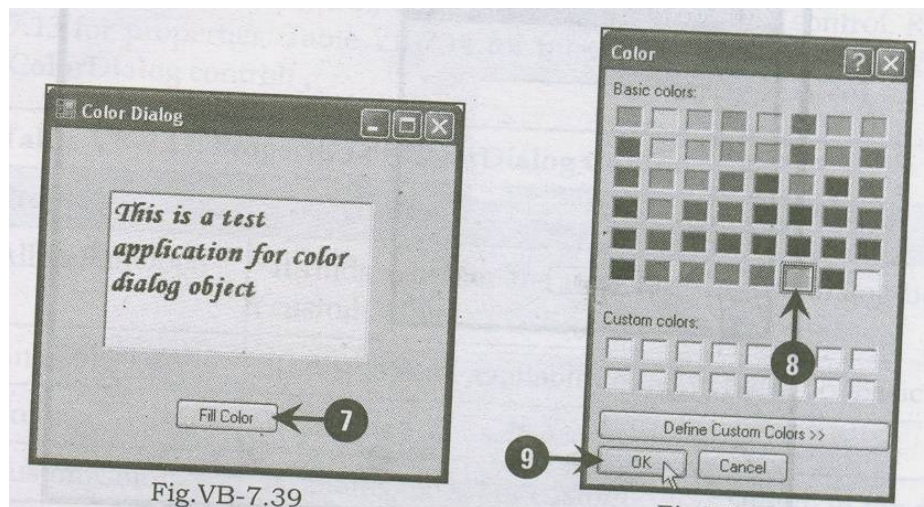 Color Dialog
This is a test
application for color
dialog object
Fill Color
7
Fig.VB-7.39
Color
?
Basic colors:
8
Custom colors:
Define Custom Colors >>
9
OK
Cancel